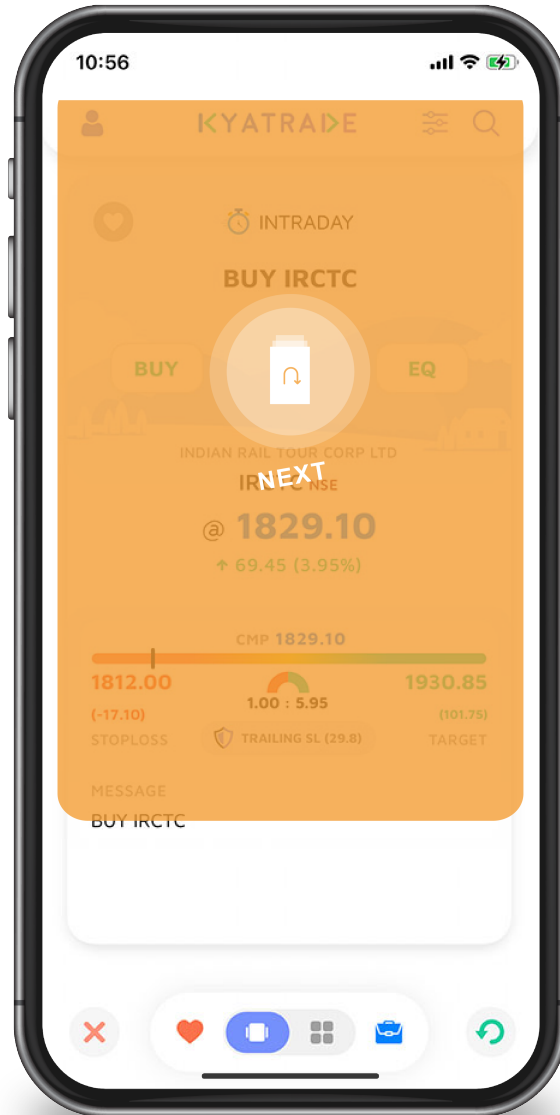 10:56
KYATRADE
INTRADAY
BUY IRCTC
BUY
EQ
INDIAN RAIL TOUR CORP LTD
IRCTC NSE
NEXT
@ 1829.10
69.45 (3.95%)
CMP 1829.10
1812.00
1930.85
1.00 : 5.95
(-17.10)
(101.75)
STOPLOSS
TRAILING SL (29.8)
TARGET
MESSAGE
BUY IRCTC